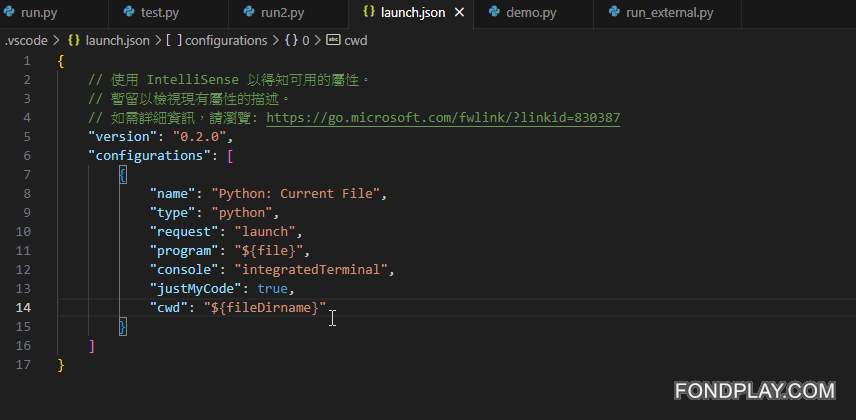 run.py test.py run2.py launch.json demo.py run_external.py
.vscode > launch.json > [ ] configurations > {} 0 > cwd
1 {
2 // 使用 IntelliSense 以得知可用的屬性。
3 // 暫留以檢視現有屬性的描述。
4 // 如需詳細資訊，請瀏覽: https://go.microsoft.com/fwlink/?linkid=830387
5 "version": "0.2.0",
6 "configurations": [
7 {
8 "name": "Python: Current File",
9 "type": "python",
10 "request": "launch",
11 "program": "${file}",
12 "console": "integratedTerminal",
13 "justMyCode": true,
14 "cwd": "${fileDirname}"
15 }
16 ]
17 }
FONDPLAY.COM